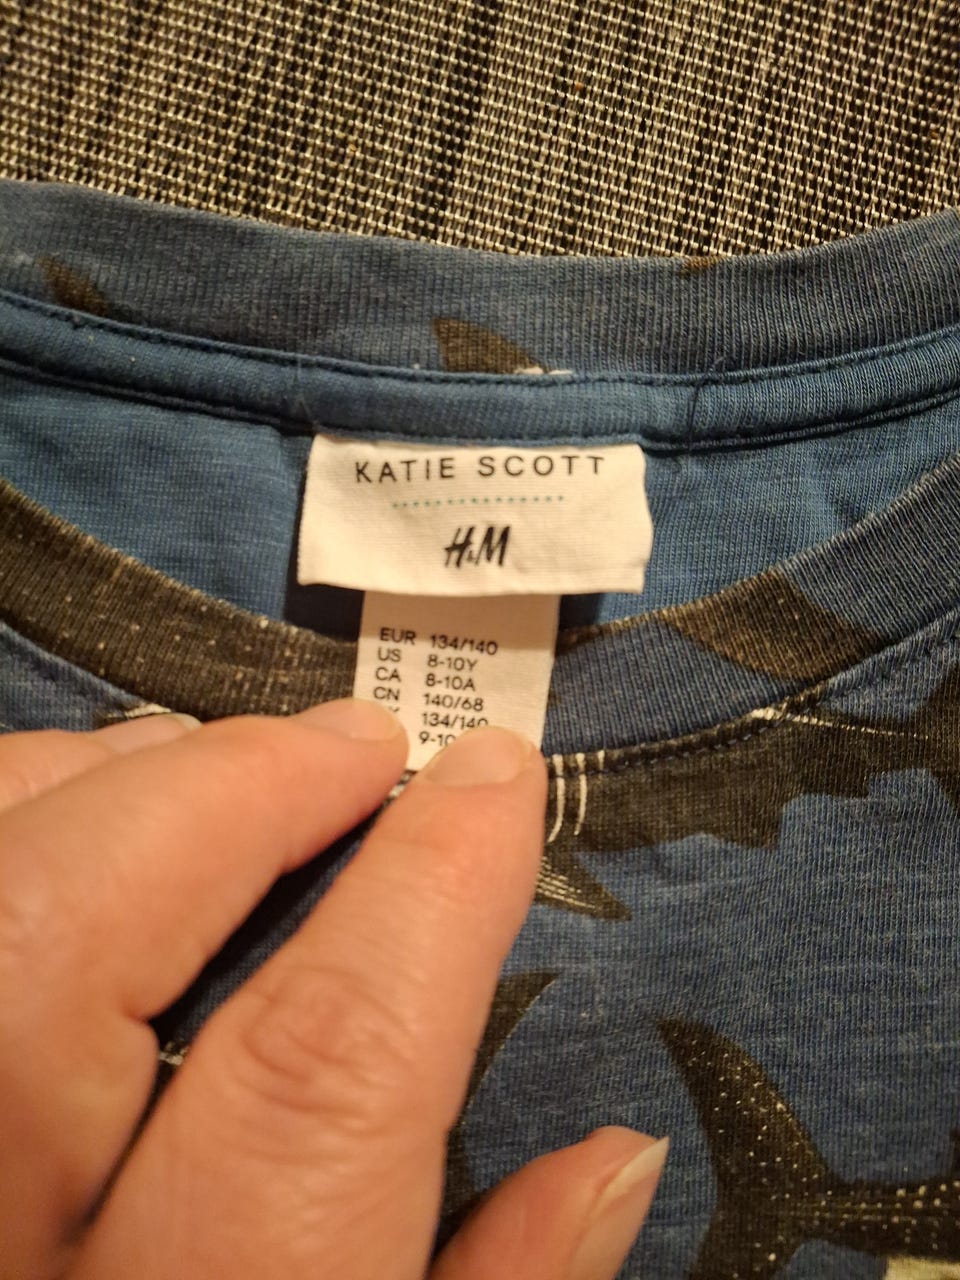 KATIE SCOTT
H&M
EUR 134/140
US 8-10Y
CA 8-10A
CN 140/68
134/140